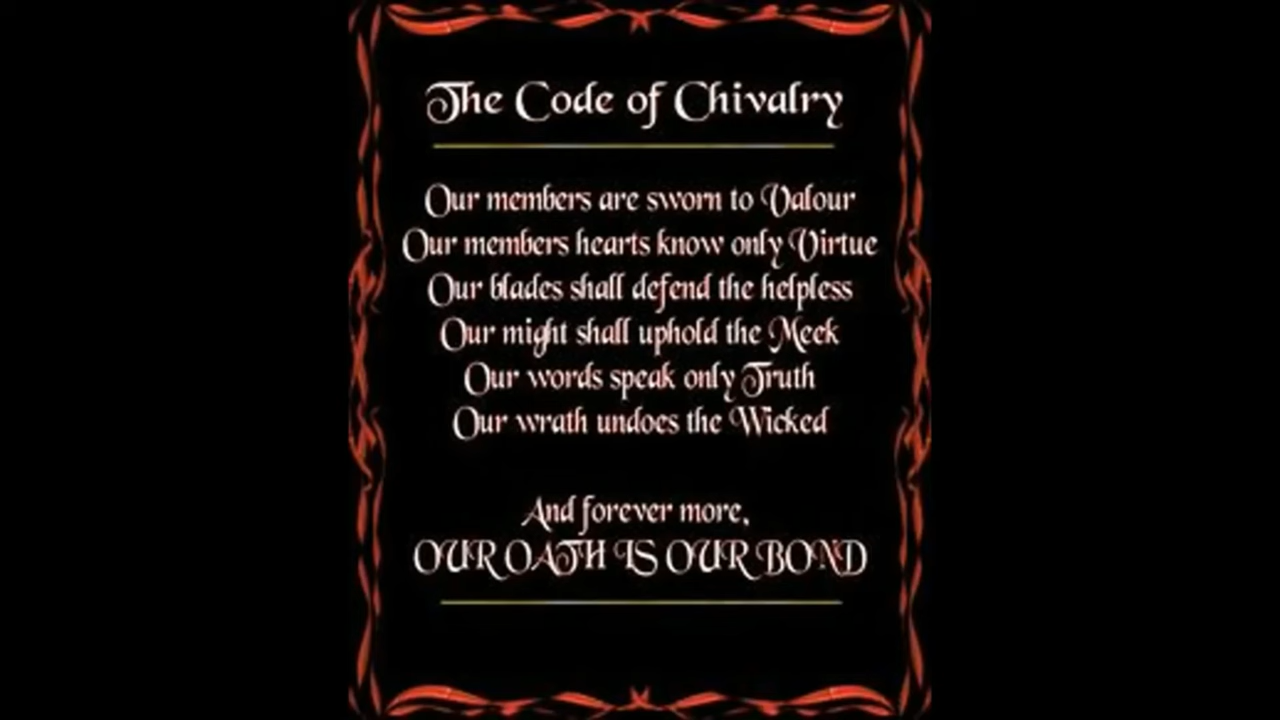 The Code of Chivalry
Our members are sworn to Valour
Our members hearts know only Virtue
Our blades shall defend the helpless
Our might shall uphold the Meek
Our words speak only Truth
Our wrath undoes the Wicked
And forever more,
OUR OATH IS OUR BOND